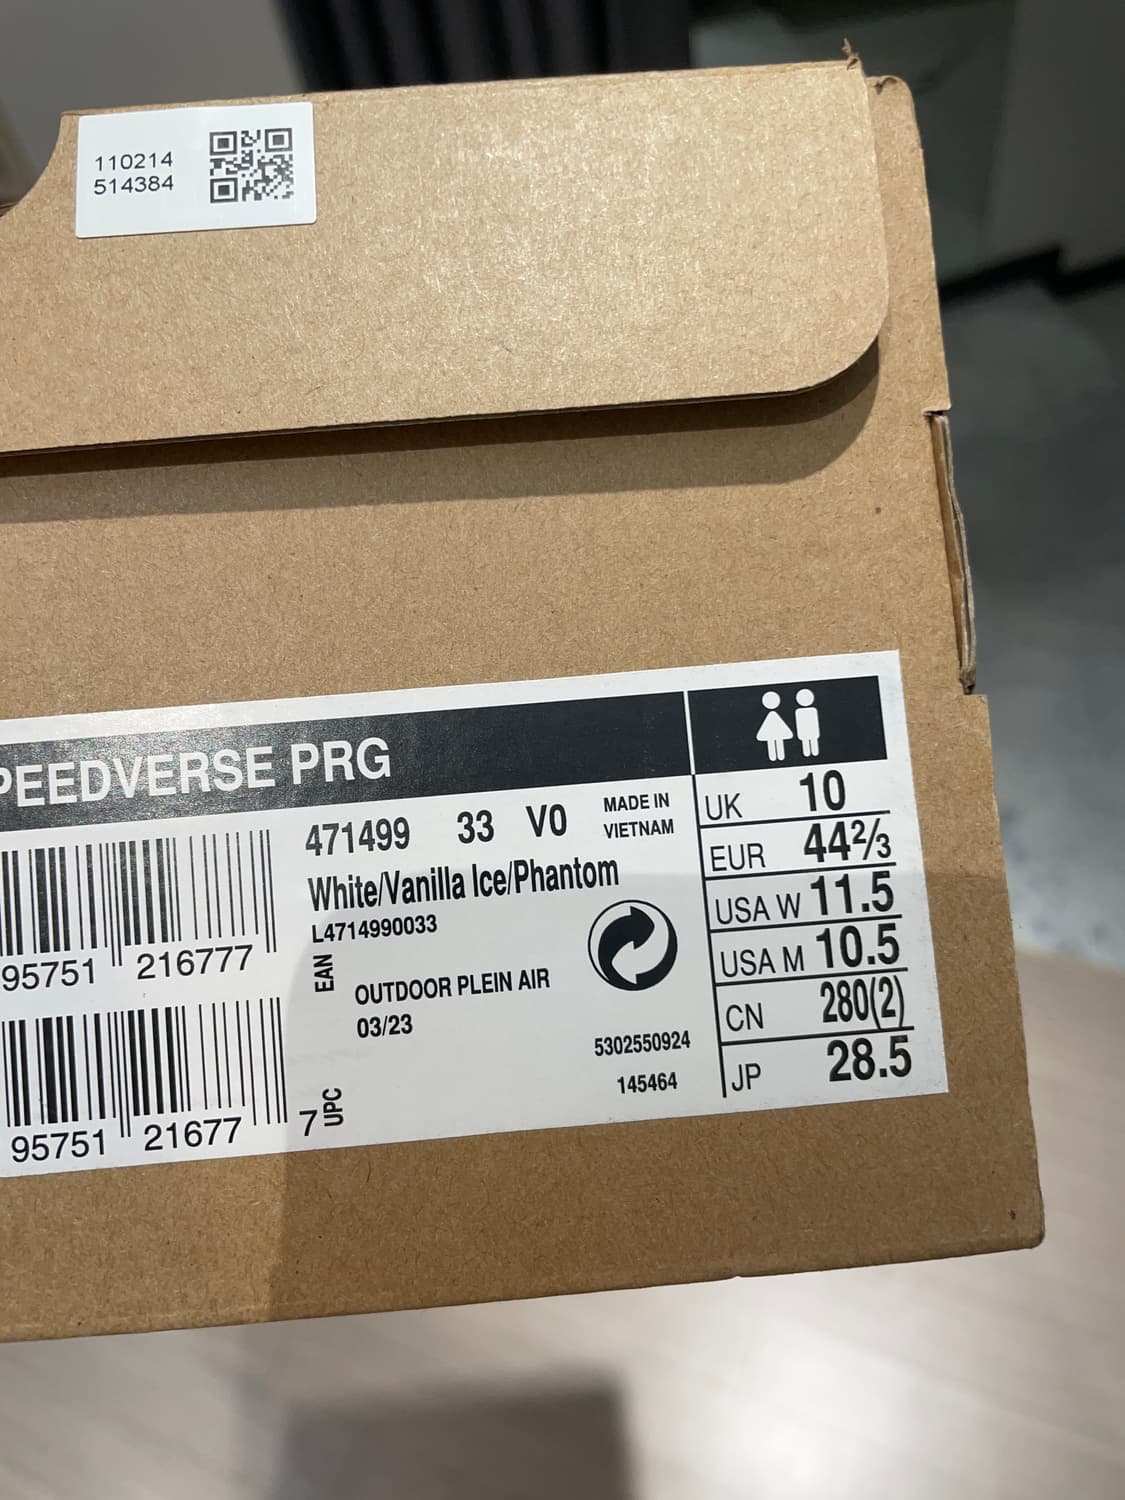 110214
514384
PEEDVERSE PRG
471499 33 V0
MADE IN
VIETNAM
White/Vanilla Ice/Phantom
L4714990033
EAN
95751 216777
OUTDOOR PLEIN AIR
03/23
5302550924
145464
95751 21677 7
UPC
UK 10
EUR 44⅔
USA W 11.5
USA M 10.5
CN 280(2)
JP 28.5